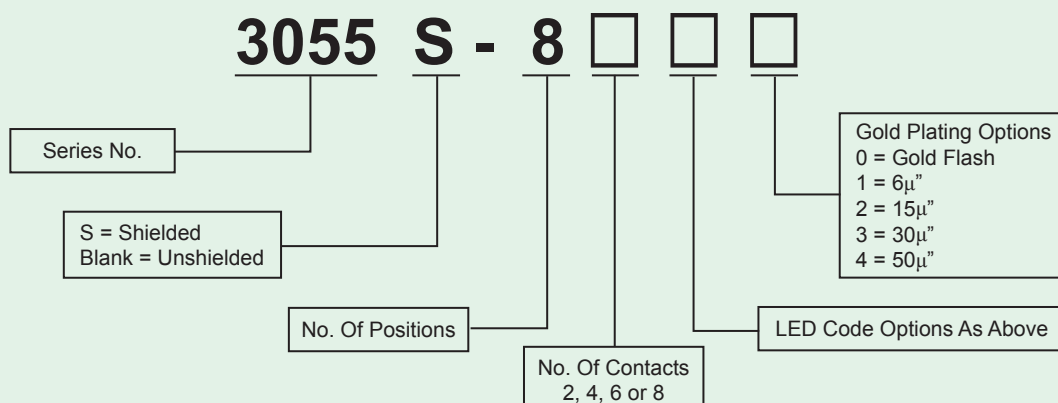 3055 S - 8 □ □ □
Series No.
S = Shielded
Blank = Unshielded
No. Of Positions
No. Of Contacts
2, 4, 6 or 8
LED Code Options As Above
Gold Plating Options
0 = Gold Flash
1 = 6µ”
2 = 15µ”
3 = 30µ”
4 = 50µ”